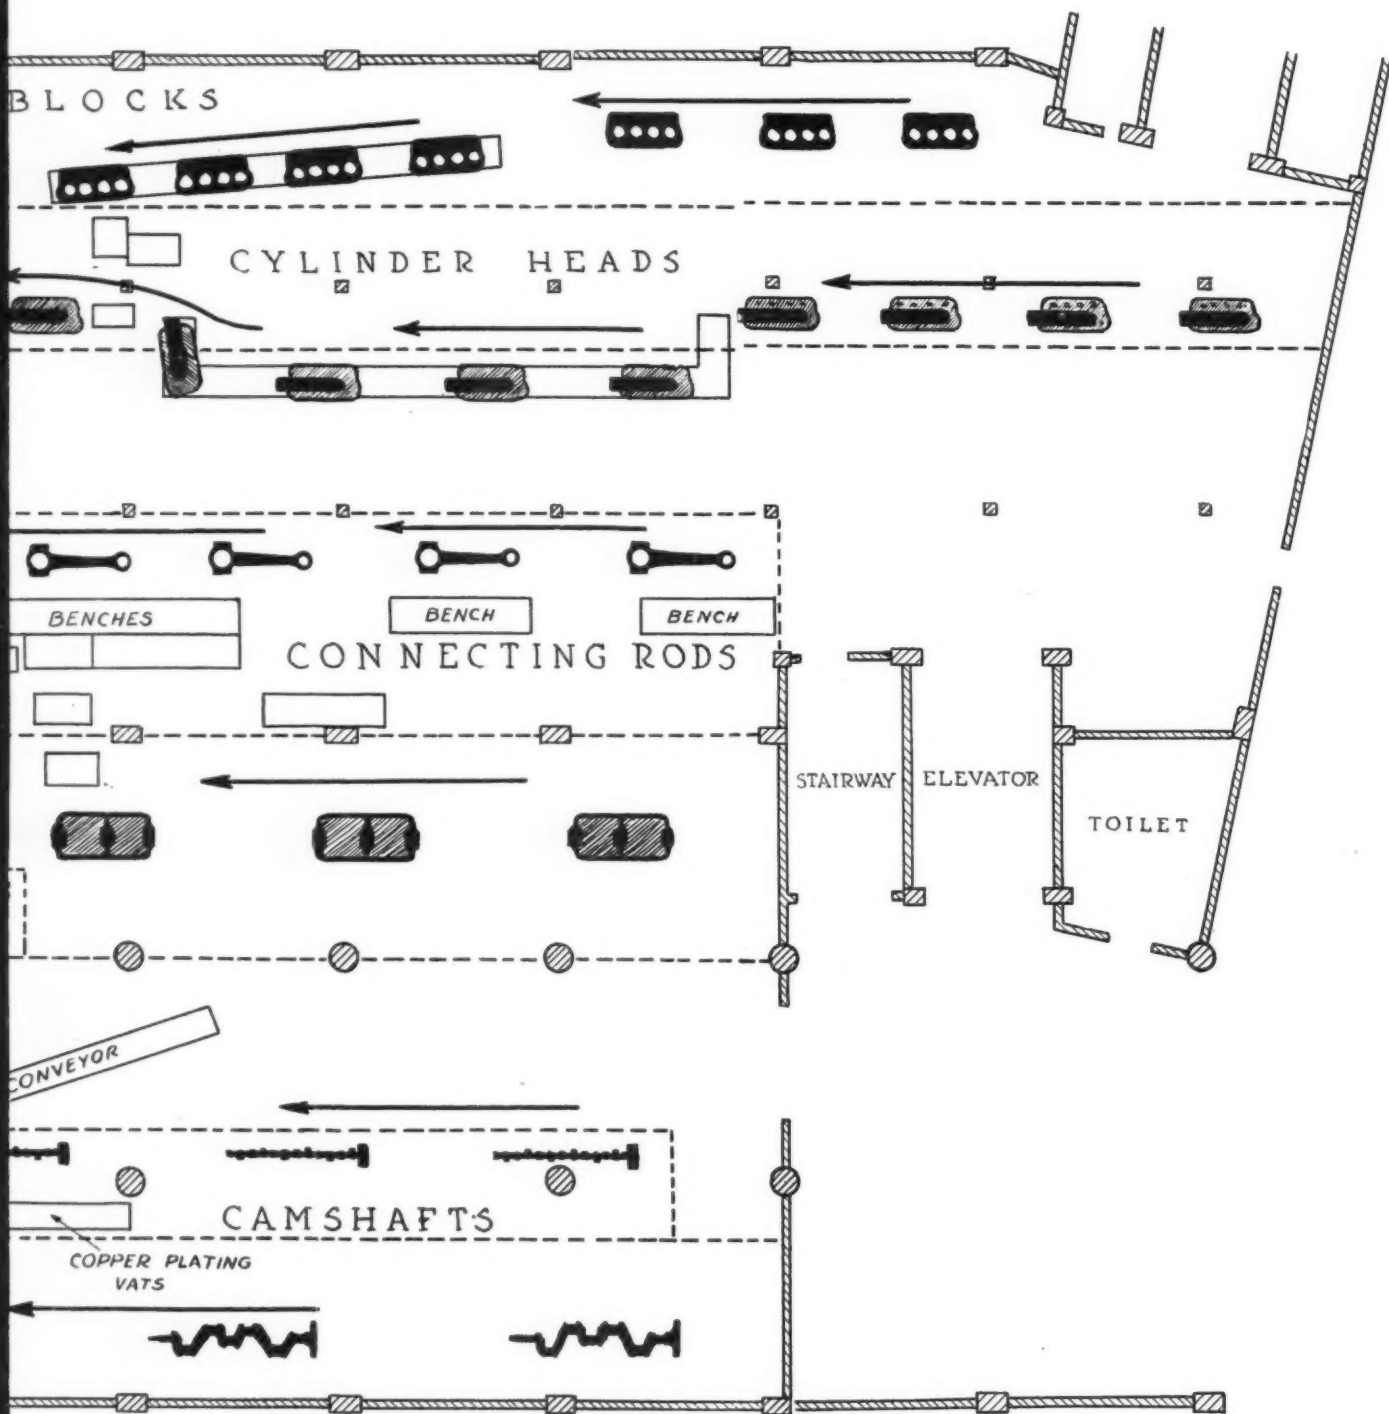 BLOCKS
CYLINDER HEADS
BENCHES
BENCH
BENCH
CONNECTING RODS
STAIRWAY
ELEVATOR
TOILET
CONVEYOR
CAMSHAFTS
COPPER PLATING
VATS